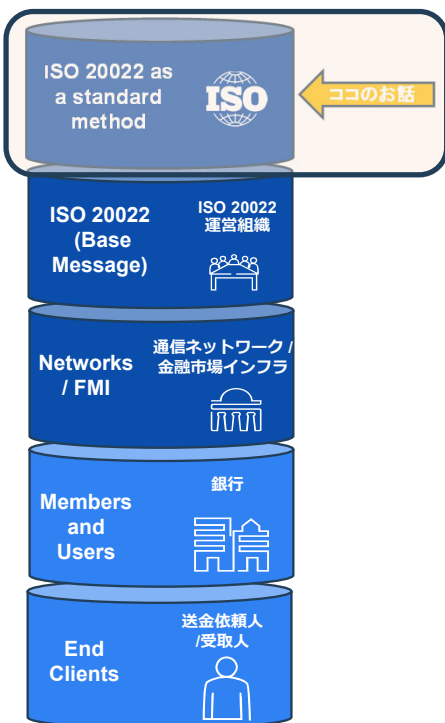 ISO 20022 as
a standard
method
ISO
ココのお話
ISO 20022
(Base
Message)
ISO 20022
運営組織
Networks
/ FMI
通信ネットワーク /
金融市場インフラ
Members
and
Users
銀行
End
Clients
送金依頼人
/受取人